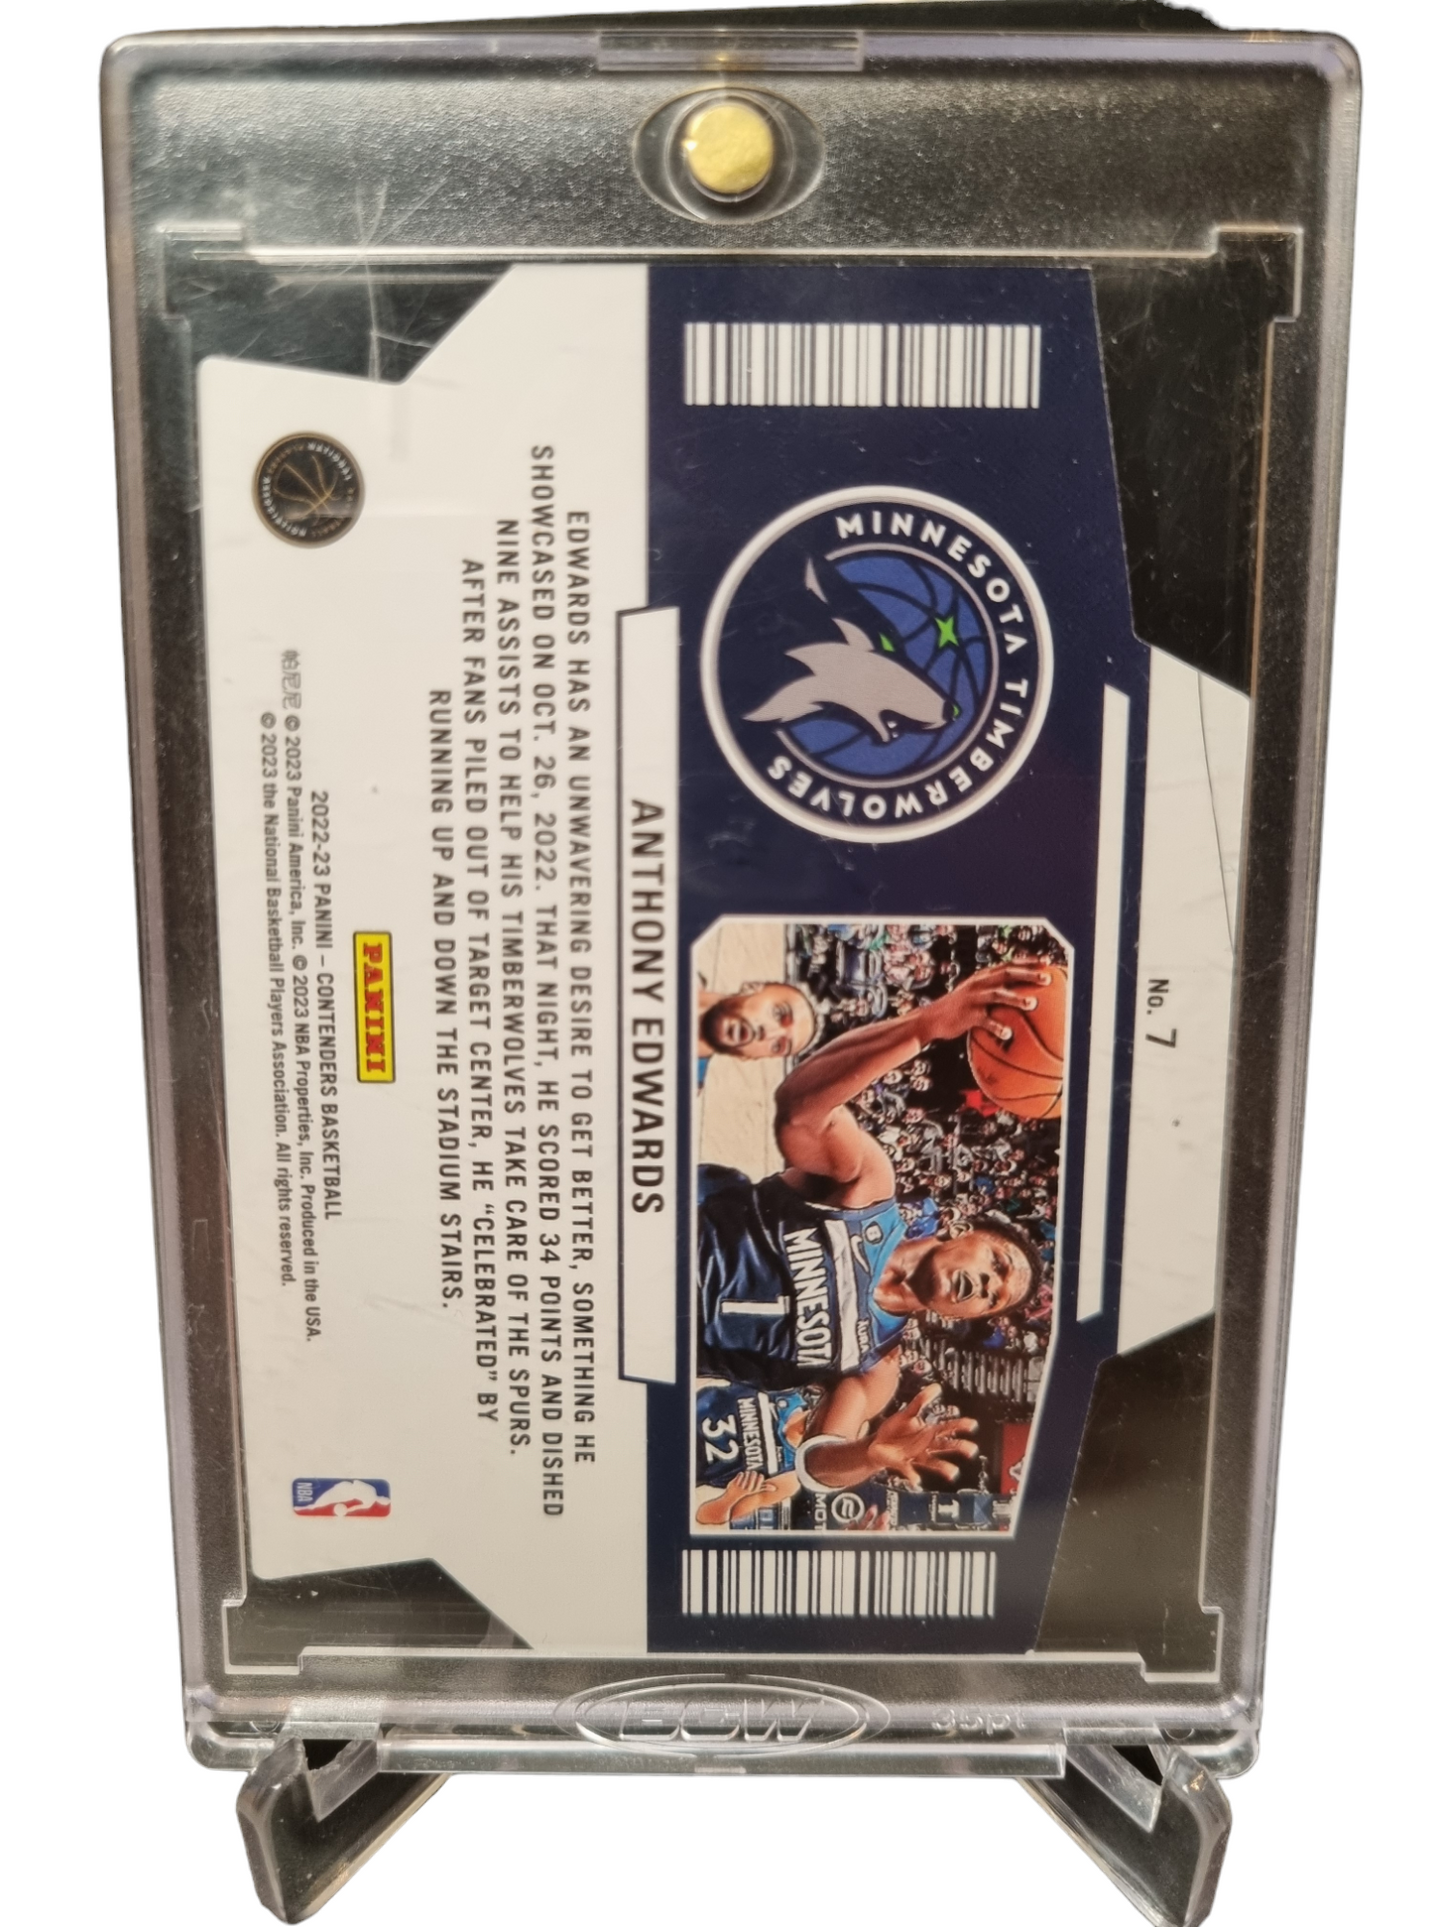 No. 7
MINNESOTA TIMBERWOLVES
MINNESOTA
1
MINNESOTA
32
ANTHONY EDWARDS
EDWARDS HAS AN UNWAVERING DESIRE TO GET BETTER, SOMETHING HE
SHOWCASED ON OCT. 26, 2022. THAT NIGHT, HE SCORED 34 POINTS AND DISHED
NINE ASSISTS TO HELP HIS TIMBERWOLVES TAKE CARE OF THE SPURS.
AFTER FANS PILED OUT OF TARGET CENTER, HE “CELEBRATED” BY
RUNNING UP AND DOWN THE STADIUM STAIRS.
PANINI
2022-23 PANINI – CONTENDERS BASKETBALL
帕尼尼 © 2023 Panini America, Inc. © 2023 NBA Properties, Inc. Produced in the USA.
© 2023 the National Basketball Players Association. All rights reserved.
NBA
BCW
35pt